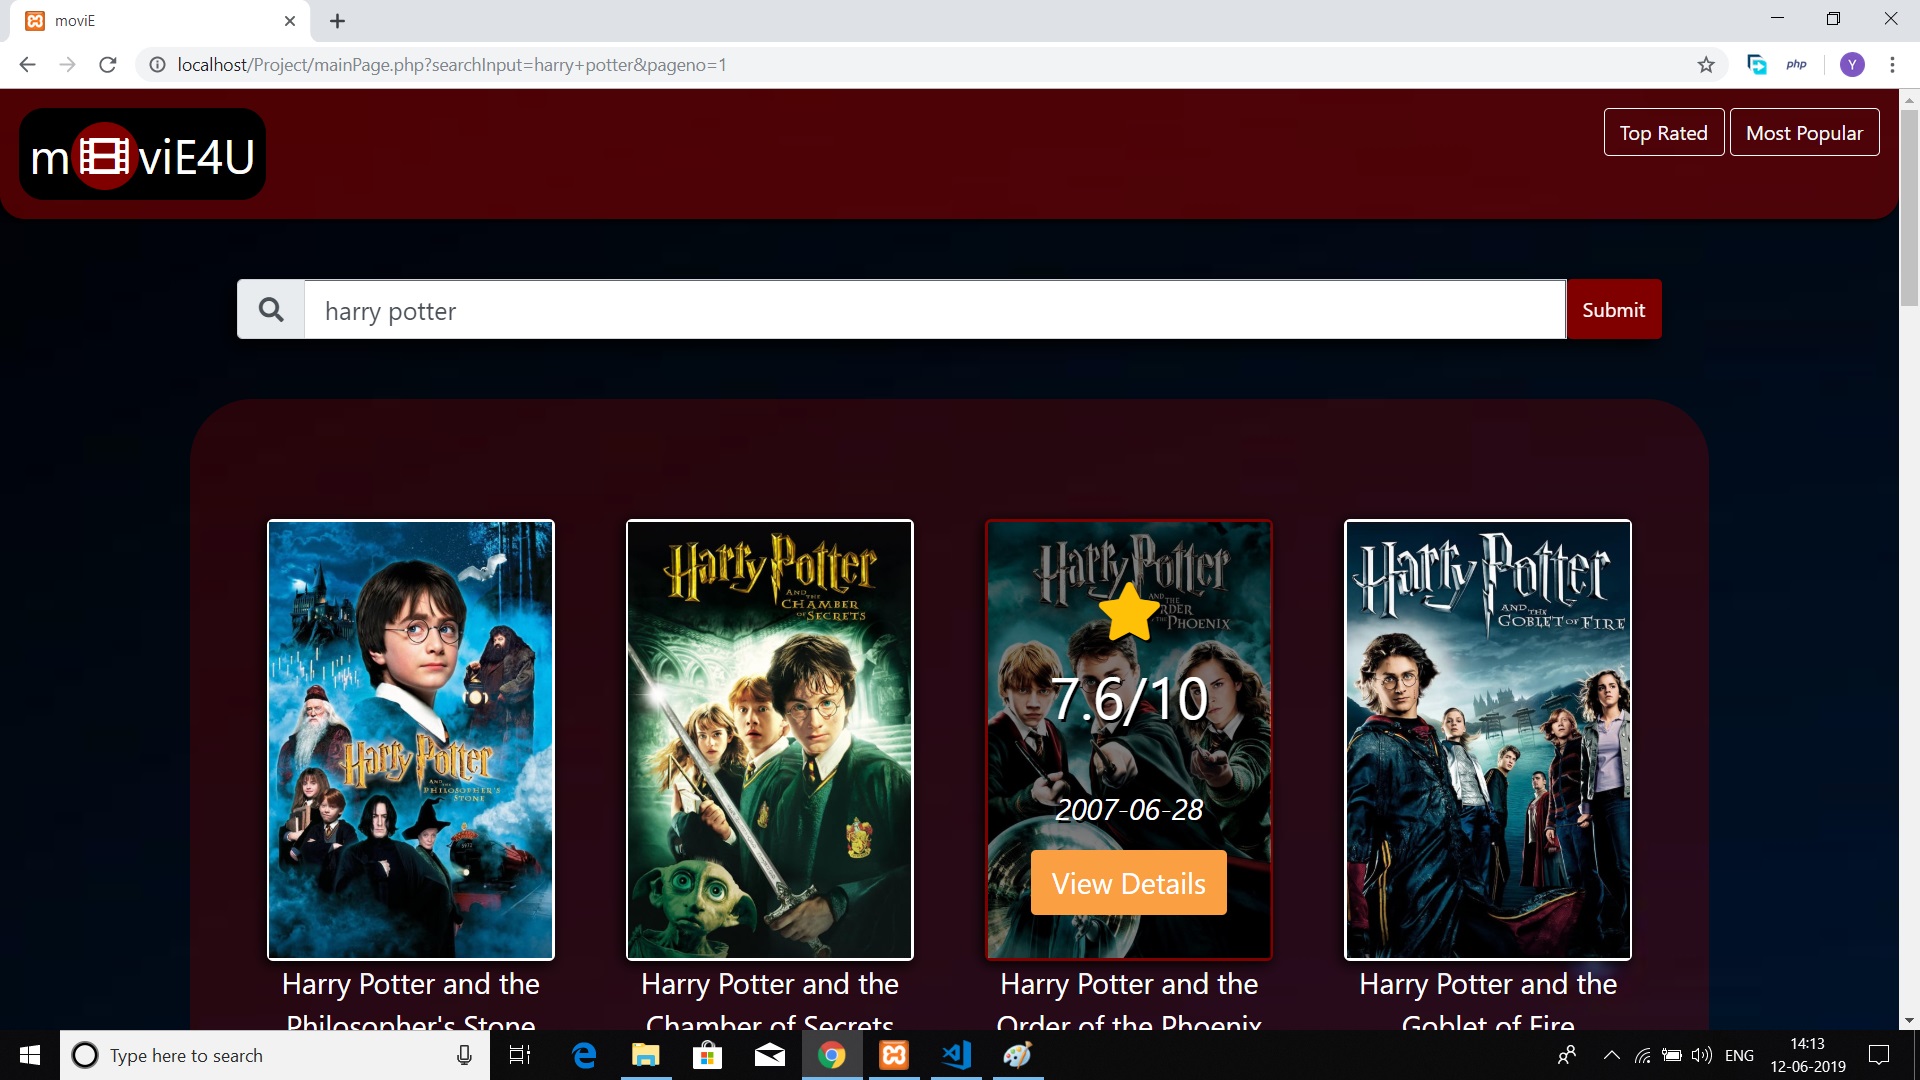 moviE
localhost/Project/mainPage.php?searchInput=harry+potter&pageno=1
php
Y
m viE4U
Top Rated
Most Popular
harry potter
Submit
Harry Potter
AND THE
PHILOSOPHER'S
STONE
Harry Potter
AND THE
CHAMBER
OF SECRETS
Harry Potter
AND THE
RDER
THE PHOENIX
7.6/10
2007-06-28
View Details
Harry Potter
AND THE
GOBLET OF FIRE
Harry Potter and the
Philosopher's Stone
Harry Potter and the
Chamber of Secrets
Harry Potter and the
Order of the Phoenix
Harry Potter and the
Goblet of Fire
Type here to search
ENG
14:13
12-06-2019